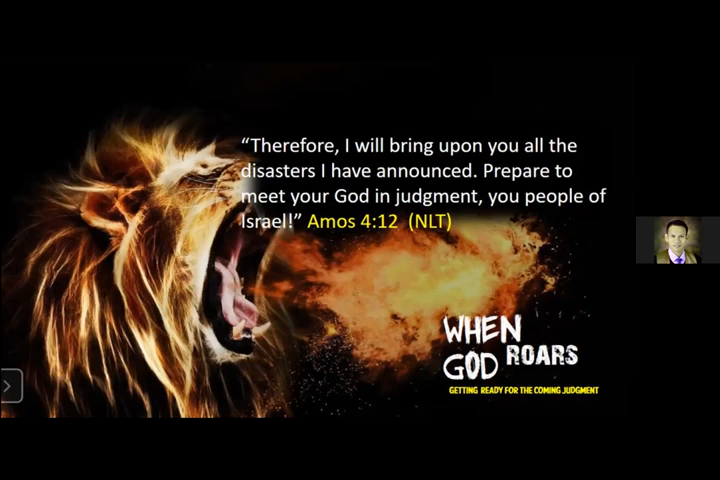 “Therefore, I will bring upon you all the
disasters I have announced. Prepare to
meet your God in judgment, you people of
Israel!” Amos 4:12 (NLT)
WHEN
GOD ROARS
GETTING READY FOR THE COMING JUDGMENT